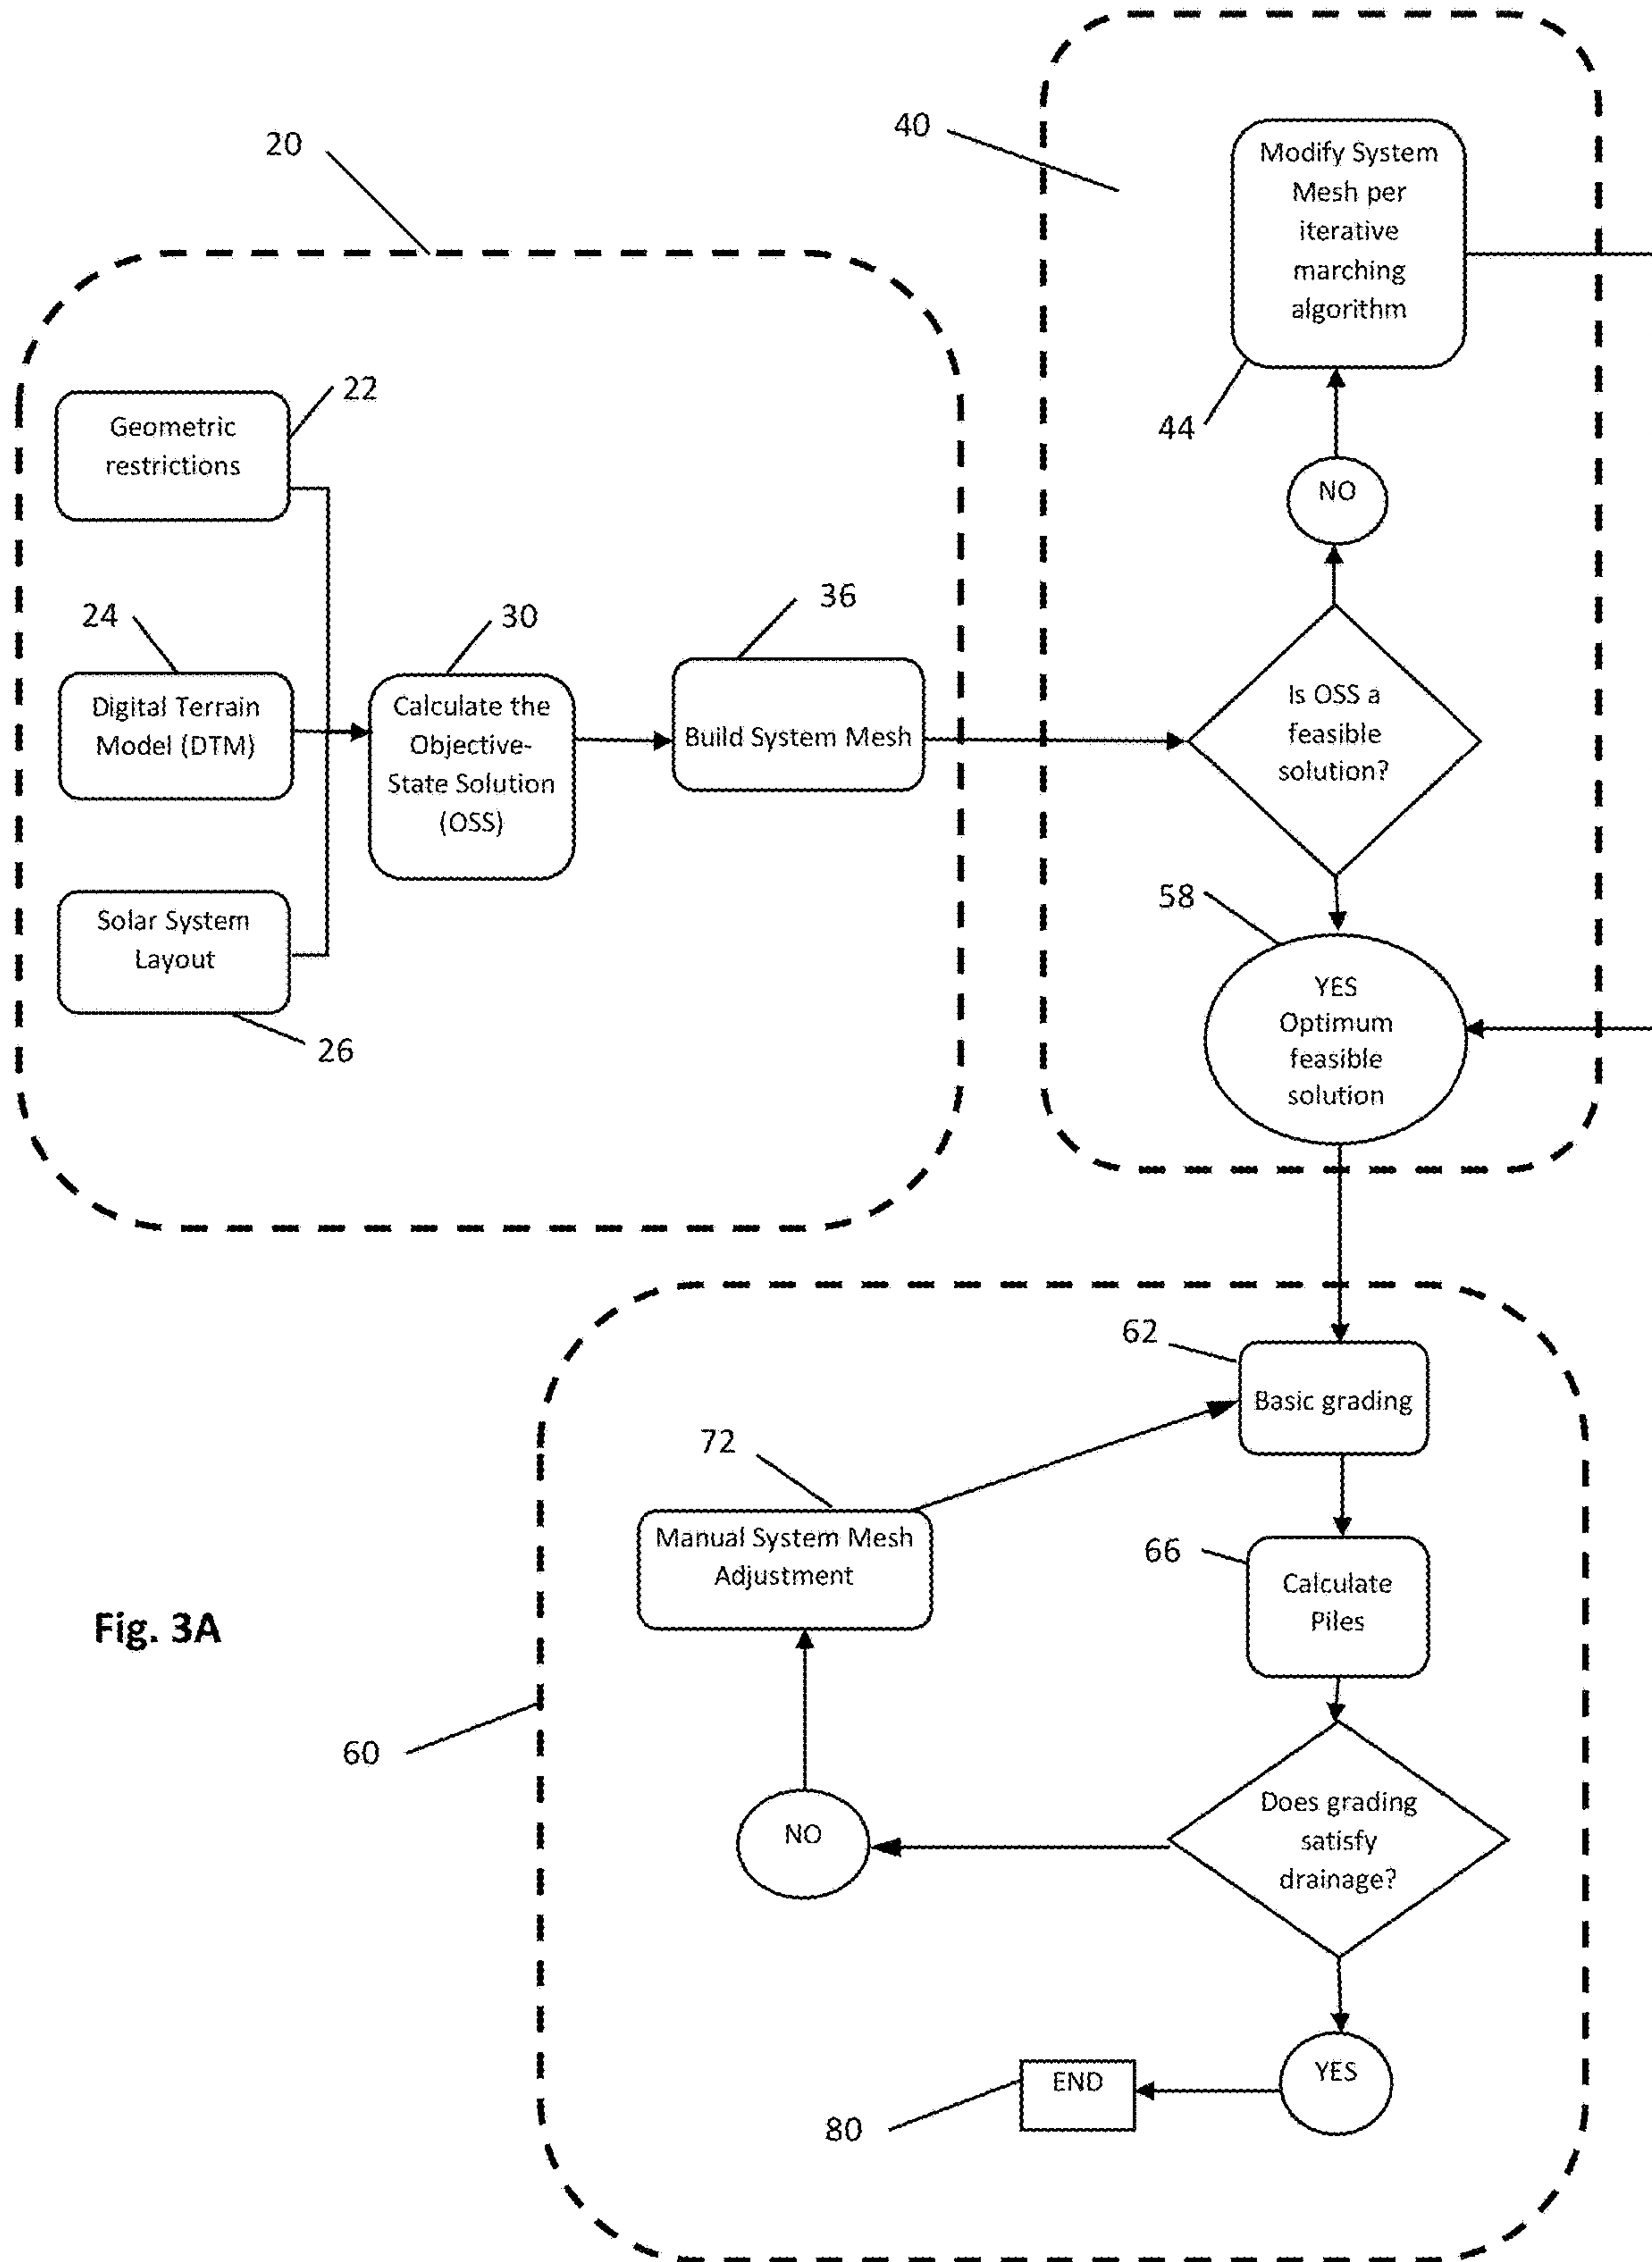 20
22
Geometric
restrictions
24
Digital Terrain
Model (DTM)
Solar System
Layout
26
30
Calculate the
Objective-
State Solution
(OSS)
36
Build System Mesh
40
Modify System
Mesh per
iterative
marching
algorithm
44
NO
Is OSS a
feasible
solution?
58
YES
Optimum
feasible
solution
62
Basic grading
72
Manual System Mesh
Adjustment
66
Calculate
Piles
Fig. 3A
60
NO
Does grading
satisfy
drainage?
YES
END
80